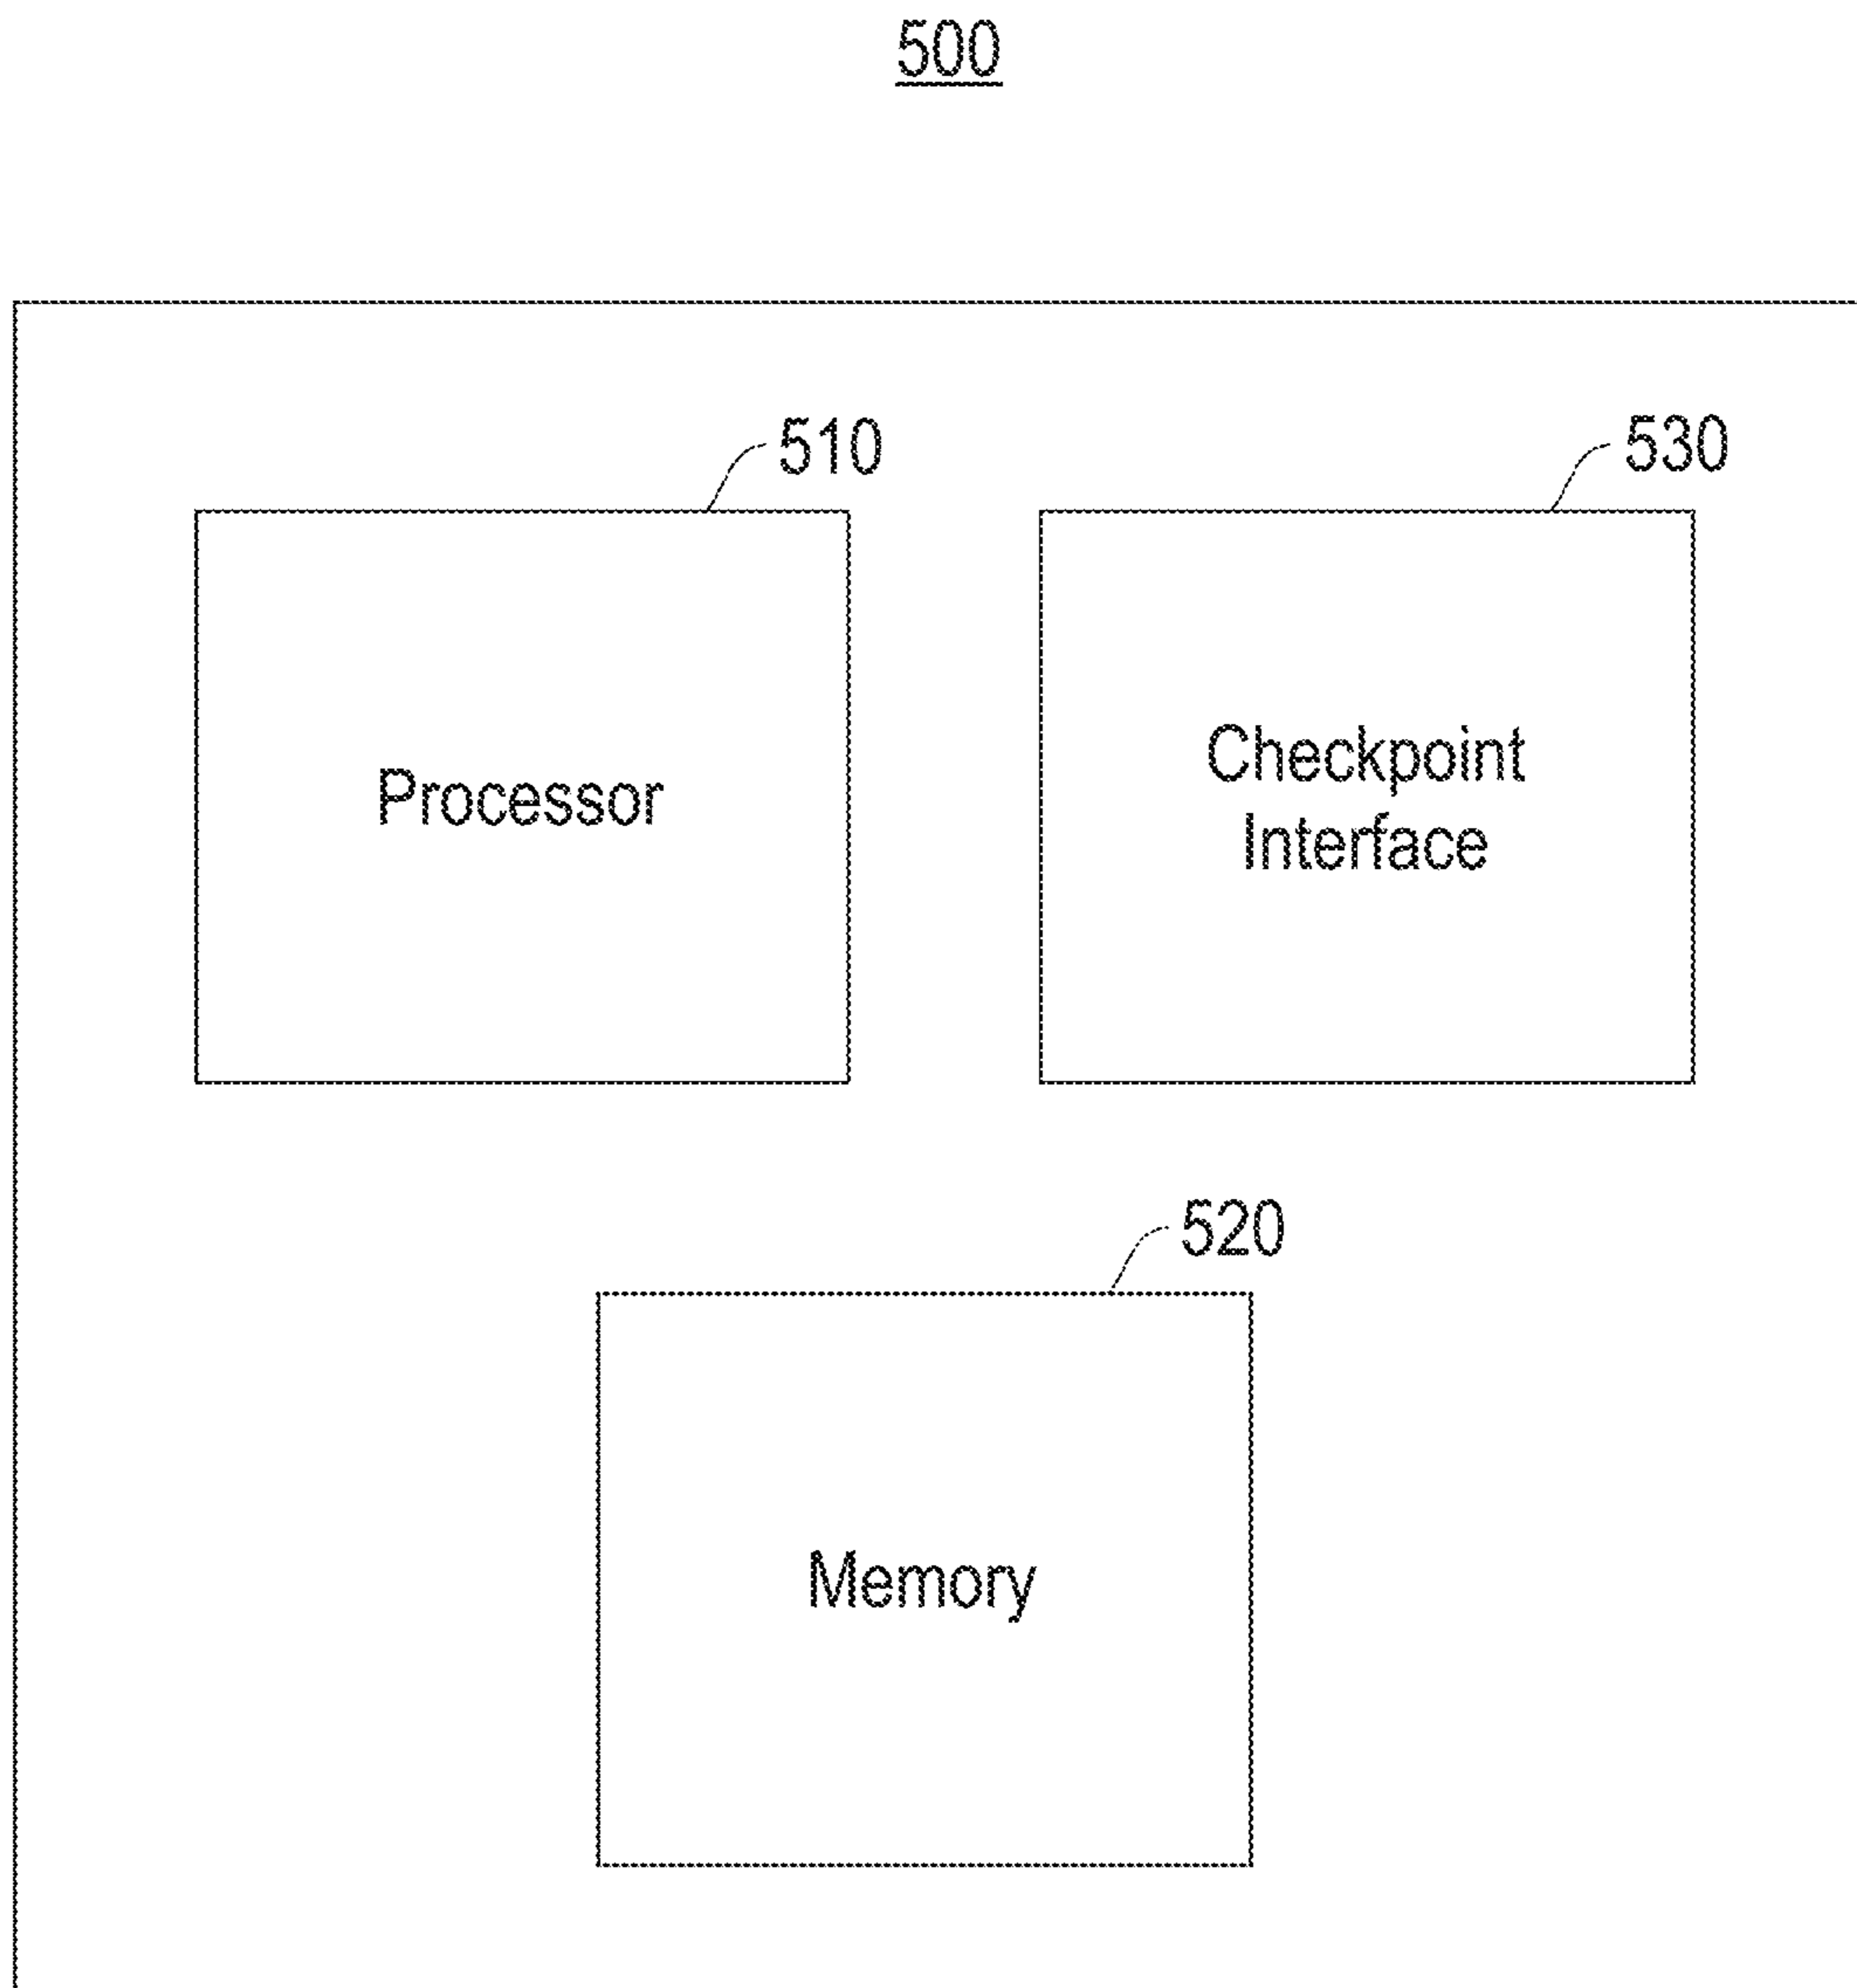 500
510
530
Processor
Checkpoint
Interface
520
Memory